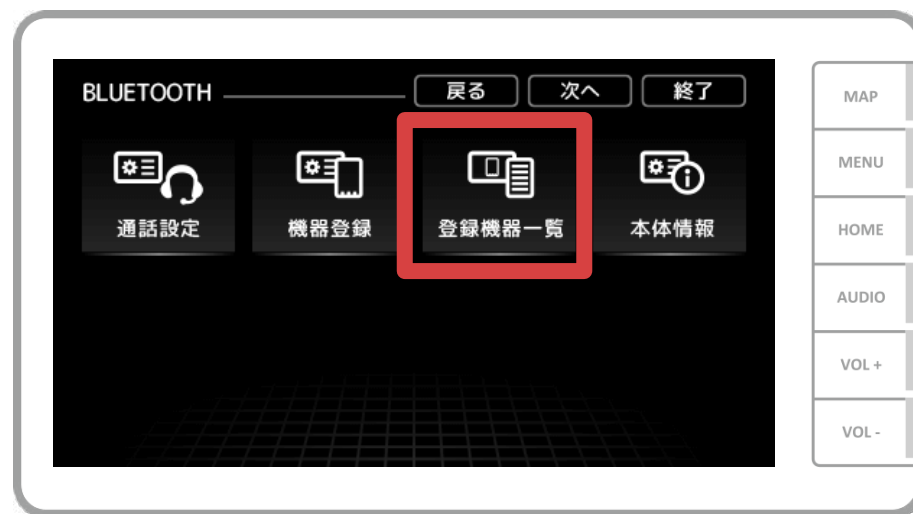 BLUETOOTH 戻る 次へ 終了
通話設定 機器登録 登録機器一覧 本体情報
MAP
MENU
HOME
AUDIO
VOL +
VOL -